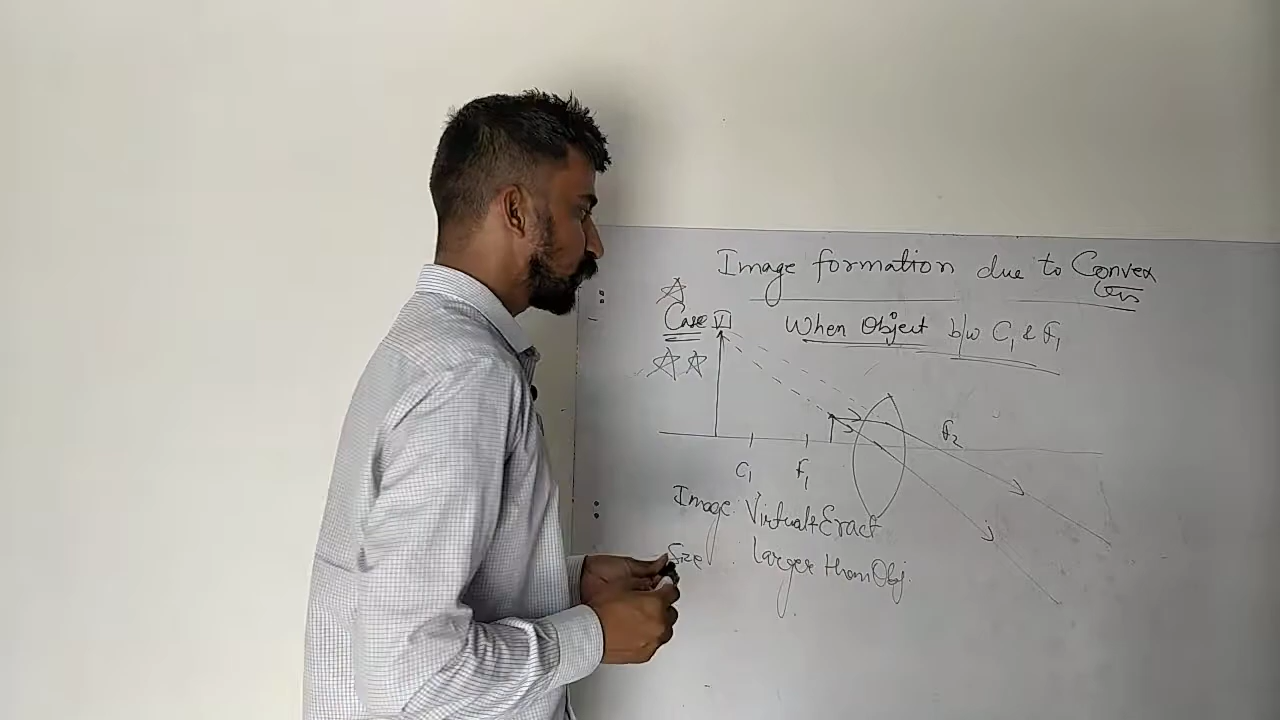 Image formation due to Convex
lens
Case VI When Object b/w C1 & F1
F2
C1 F1
Image: Virtual & Eract
Size : larger than Obj.